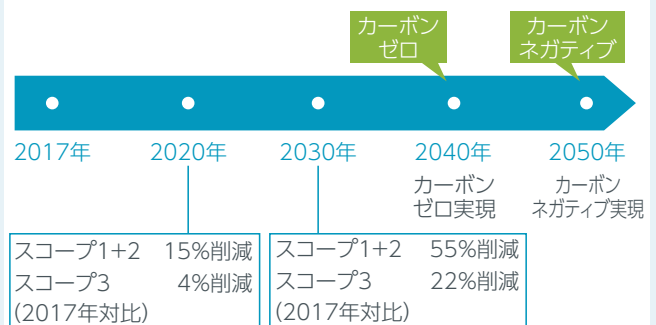 カーボン
ゼロ
カーボン
ネガティブ
2017年
2020年
2030年
2040年
2050年
カーボン
ゼロ実現
カーボン
ネガティブ実現
スコープ1+2 15%削減
スコープ3 4%削減
(2017年対比)
スコープ1+2 55%削減
スコープ3 22%削減
(2017年対比)